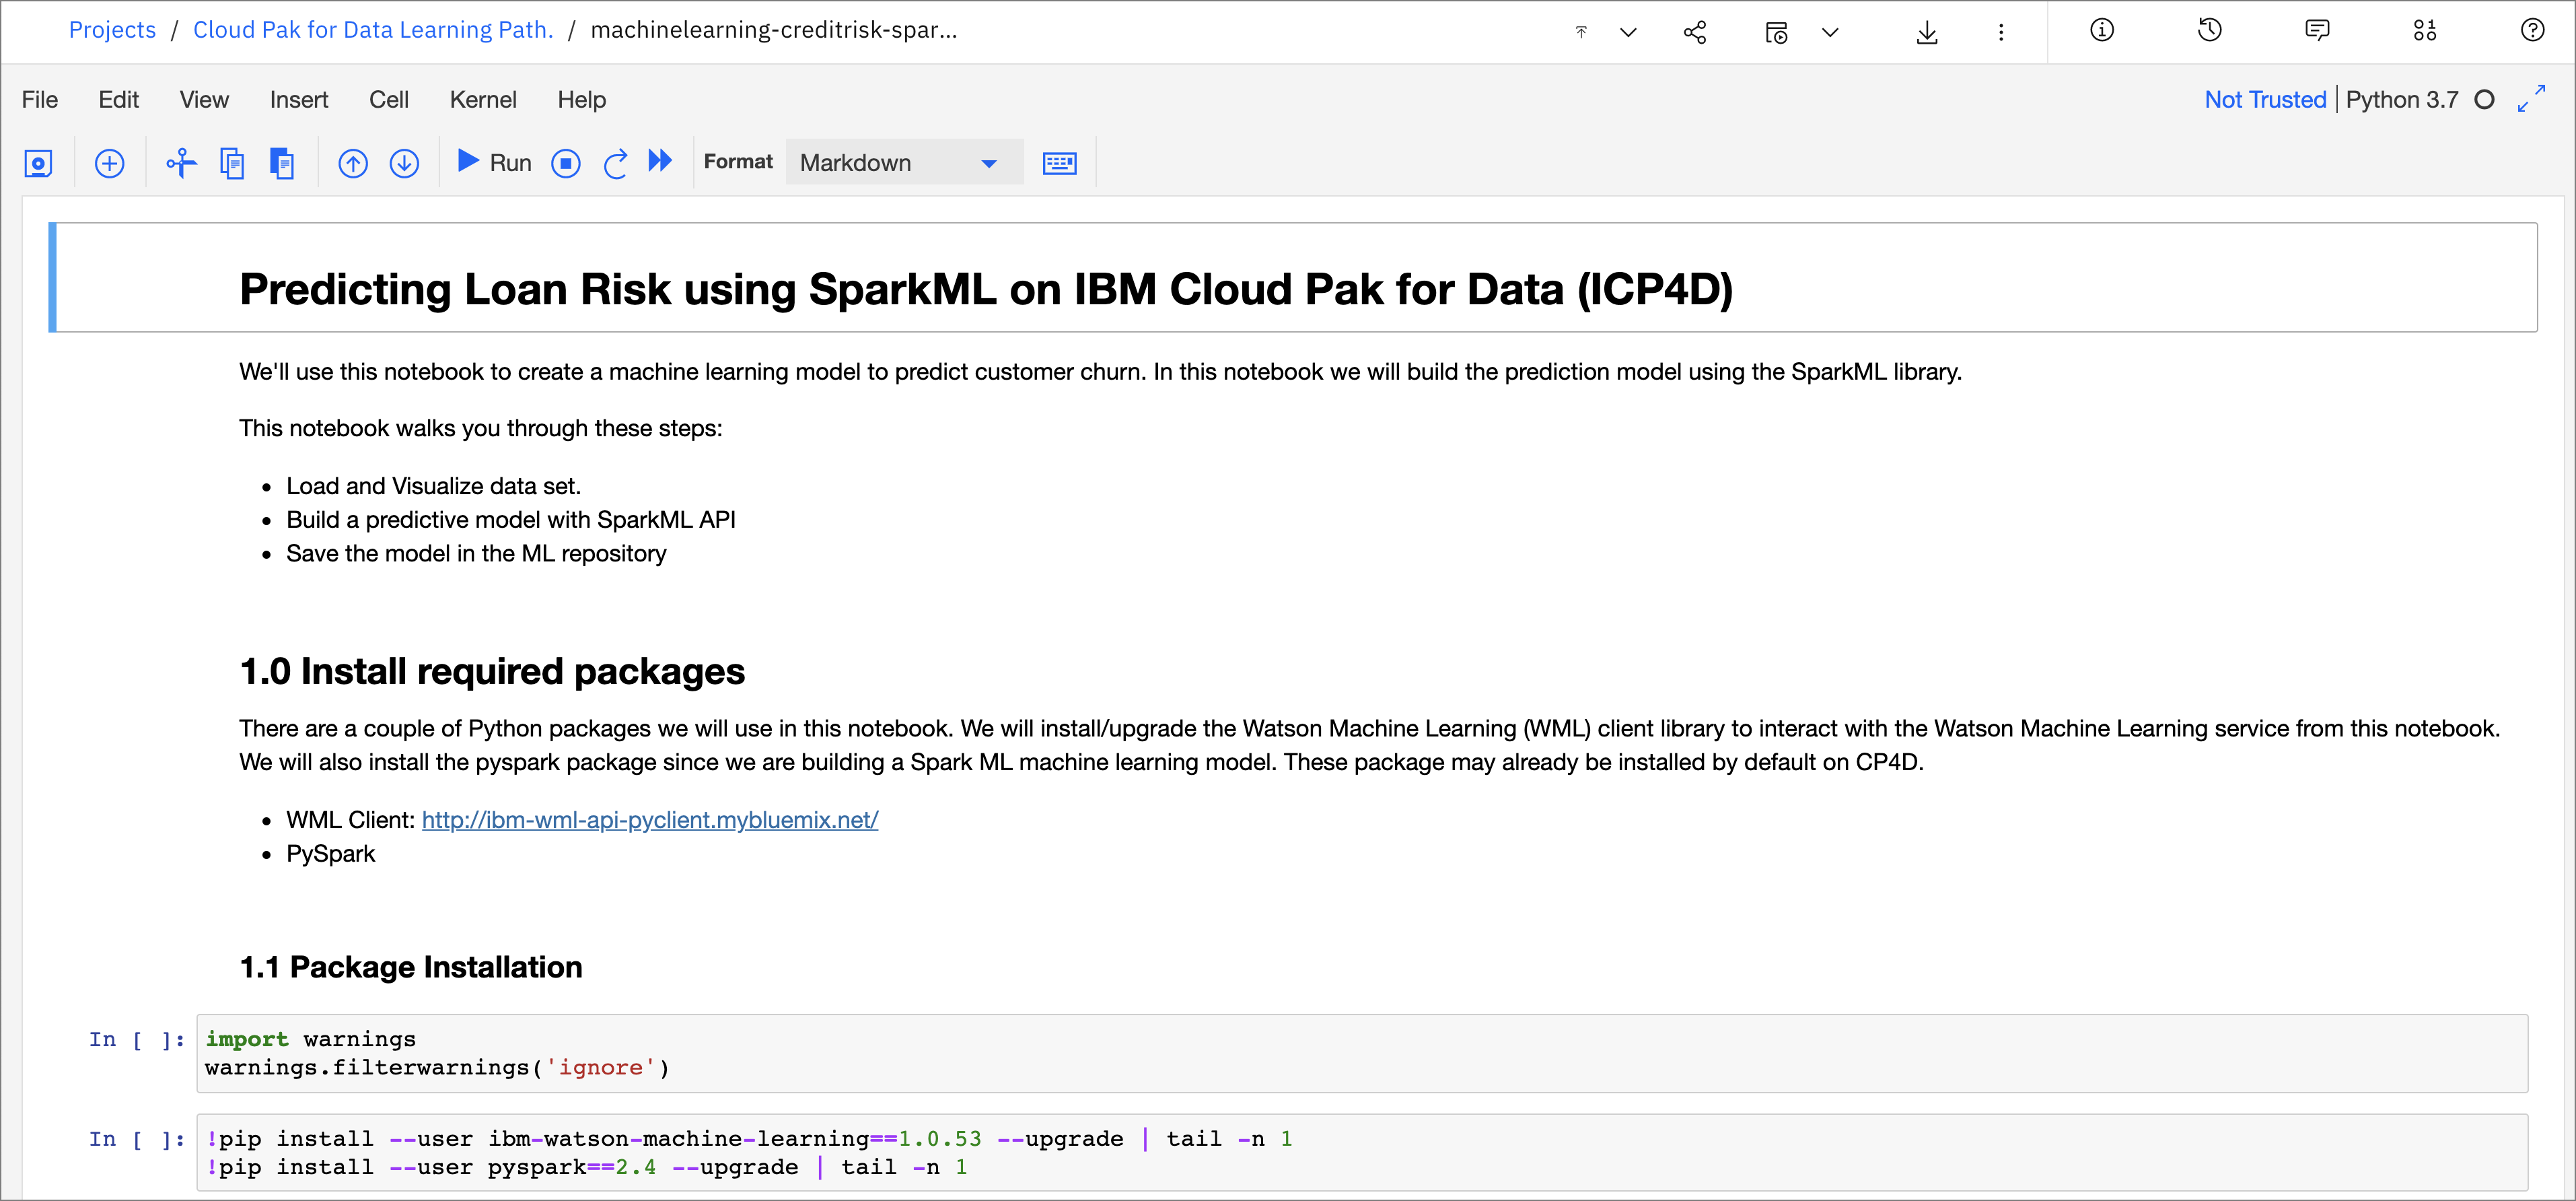 Projects / Cloud Pak for Data Learning Path. / machinelearning-creditrisk-spar...
File Edit View Insert Cell Kernel Help Not Trusted | Python 3.7
Run Format Markdown
Predicting Loan Risk using SparkML on IBM Cloud Pak for Data (ICP4D)
We'll use this notebook to create a machine learning model to predict customer churn. In this notebook we will build the prediction model using the SparkML library.
This notebook walks you through these steps:
• Load and Visualize data set.
• Build a predictive model with SparkML API
• Save the model in the ML repository
1.0 Install required packages
There are a couple of Python packages we will use in this notebook. We will install/upgrade the Watson Machine Learning (WML) client library to interact with the Watson Machine Learning service from this notebook.
We will also install the pyspark package since we are building a Spark ML machine learning model. These package may already be installed by default on CP4D.
• WML Client: http://ibm-wml-api-pyclient.mybluemix.net/
• PySpark
1.1 Package Installation
In [ ]: import warnings
warnings.filterwarnings('ignore')
In [ ]: !pip install --user ibm-watson-machine-learning==1.0.53 --upgrade | tail -n 1
!pip install --user pyspark==2.4 --upgrade | tail -n 1